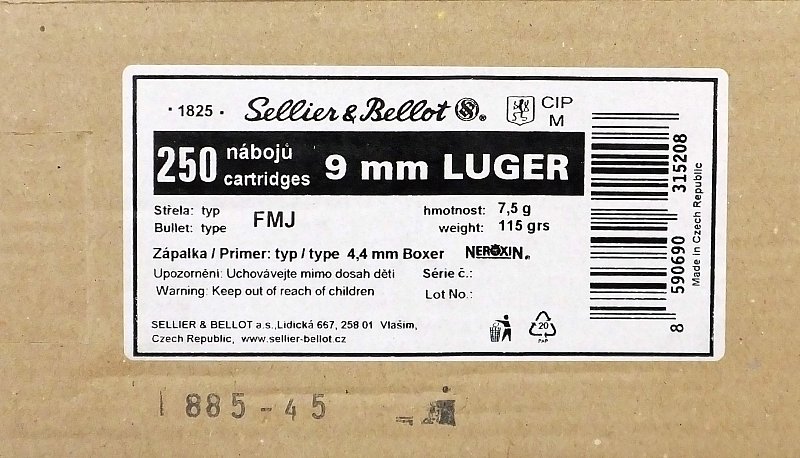 · 1825 ·
Sellier & Bellot S®.
CIP
M
250
nábojů
cartridges
9 mm LUGER
Střela: typ
Bullet: type
FMJ
hmotnost: 7,5 g
weight: 115 grs
Zápalka / Primer: typ / type 4,4 mm Boxer
NEROXIN®
Upozornění: Uchovávejte mimo dosah dětí
Warning: Keep out of reach of children
Série č.:
Lot No.:
SELLIER & BELLOT a.s.,Lidická 667, 258 01 Vlašim,
Czech Republic, www.sellier-bellot.cz
20
PAP
8 590690 315208
Made in Czech Republic
885-45